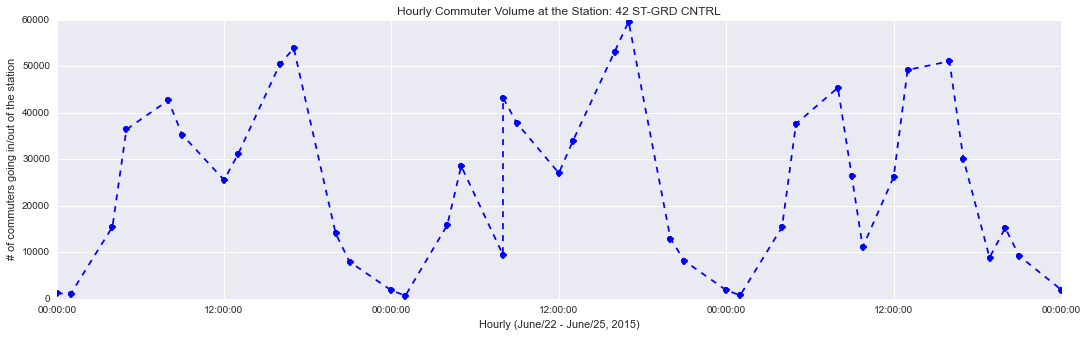 Hourly Commuter Volume at the Station: 42 ST-GRD CNTRL
60000
50000
40000
30000
20000
10000
0
# of commuters going in/out of the station
00:00:00 12:00:00 00:00:00 12:00:00 00:00:00 12:00:00 00:00:00
Hourly (June/22 - June/25, 2015)